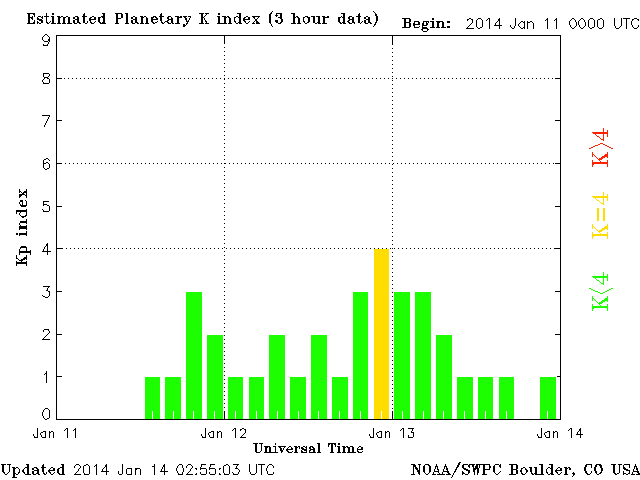 Estimated Planetary K index (3 hour data) Begin: 2014 Jan 11 0000 UTC
9
8
7
6
5
4
3
2
1
0
Kp index
K>4
K=4
K<4
Jan 11 Jan 12 Jan 13 Jan 14
Universal Time
Updated 2014 Jan 14 02:55:03 UTC NOAA/SWPC Boulder, CO USA